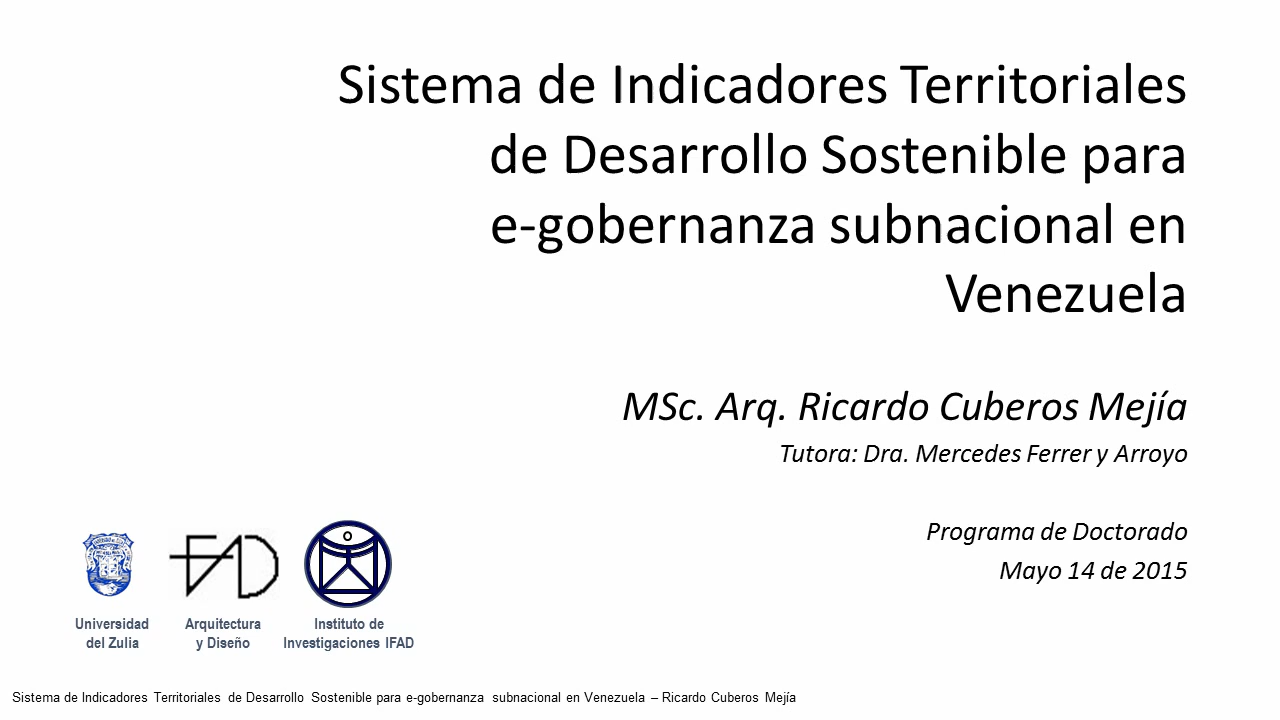 Sistema de Indicadores Territoriales
de Desarrollo Sostenible para
e-gobernanza subnacional en
Venezuela
MSc. Arq. Ricardo Cuberos Mejía
Tutora: Dra. Mercedes Ferrer y Arroyo
Programa de Doctorado
Mayo 14 de 2015
FAD
Universidad
del Zulia
Arquitectura
y Diseño
Instituto de
Investigaciones IFAD
Sistema de Indicadores Territoriales de Desarrollo Sostenible para e-gobernanza subnacional en Venezuela – Ricardo Cuberos Mejía